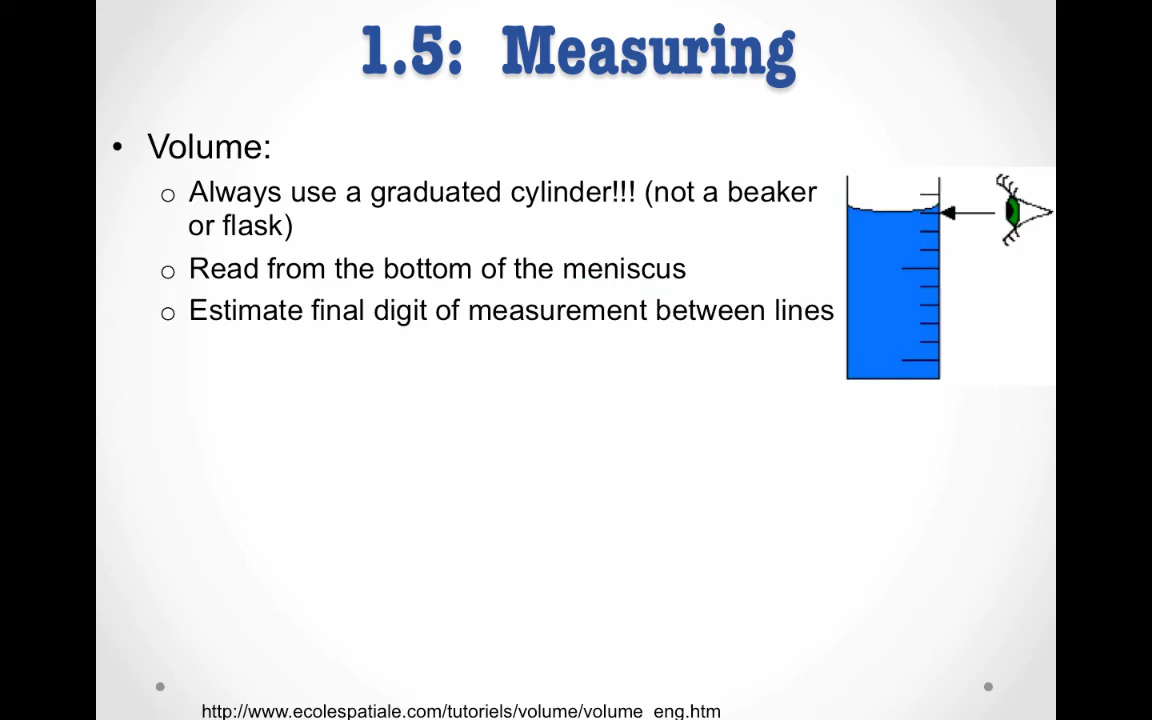 1.5: Measuring
• Volume:
o Always use a graduated cylinder!!! (not a beaker
or flask)
o Read from the bottom of the meniscus
o Estimate final digit of measurement between lines
http://www.ecolespatiale.com/tutoriels/volume/volume_eng.htm